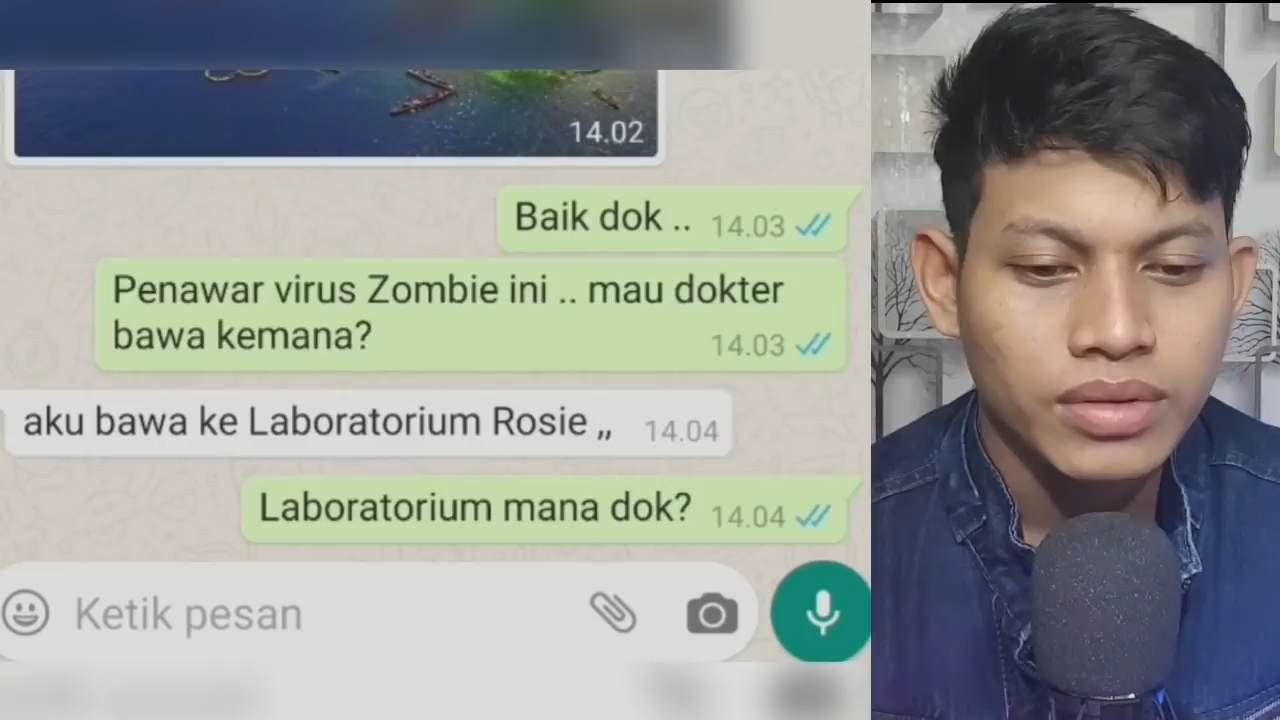 14.02
Baik dok .. 14.03
Penawar virus Zombie ini .. mau dokter
bawa kemana? 14.03
aku bawa ke Laboratorium Rosie ,, 14.04
Laboratorium mana dok? 14.04
Ketik pesan